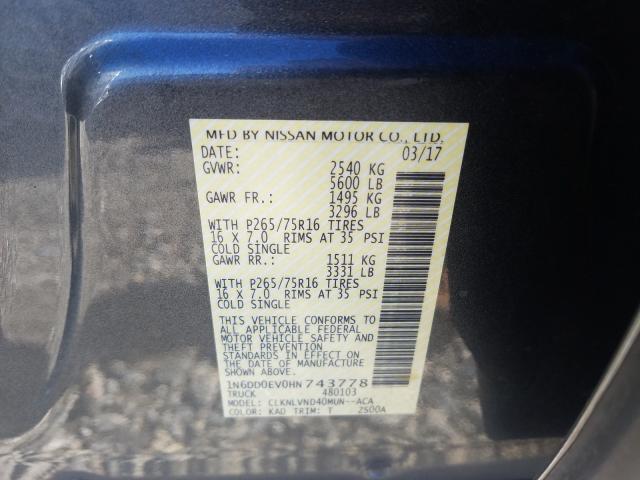 MFD BY NISSAN MOTOR CO., LTD.
DATE: 03/17
GVWR: 2540 KG
5600 LB
GAWR FR.: 1495 KG
3296 LB
WITH P265/75R16 TIRES
16 X 7.0 RIMS AT 35 PSI
COLD SINGLE
GAWR RR.: 1511 KG
3331 LB
WITH P265/75R16 TIRES
16 X 7.0 RIMS AT 35 PSI
COLD SINGLE
THIS VEHICLE CONFORMS TO
ALL APPLICABLE FEDERAL
MOTOR VEHICLE SAFETY AND
THEFT PREVENTION
STANDARDS IN EFFECT ON
THE DATE OF MANUFACTURE
SHOWN ABOVE.
1N6DD0EV0HN743778
TRUCK 480103
MODEL: CLKNLVND40MUN--ACA
COLOR: KAD TRIM: T 2500A